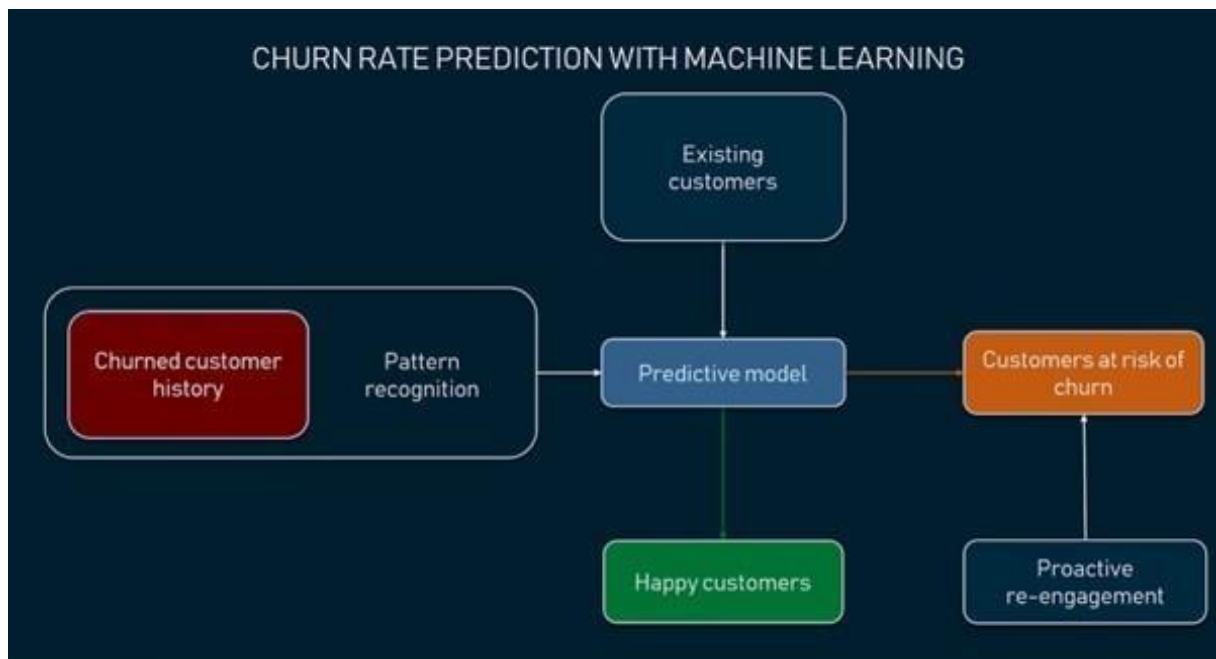 CHURN RATE PREDICTION WITH MACHINE LEARNING
Existing
customers
Churned customer
history
Pattern
recognition
Predictive model
Customers at risk of
churn
Happy customers
Proactive
re-engagement